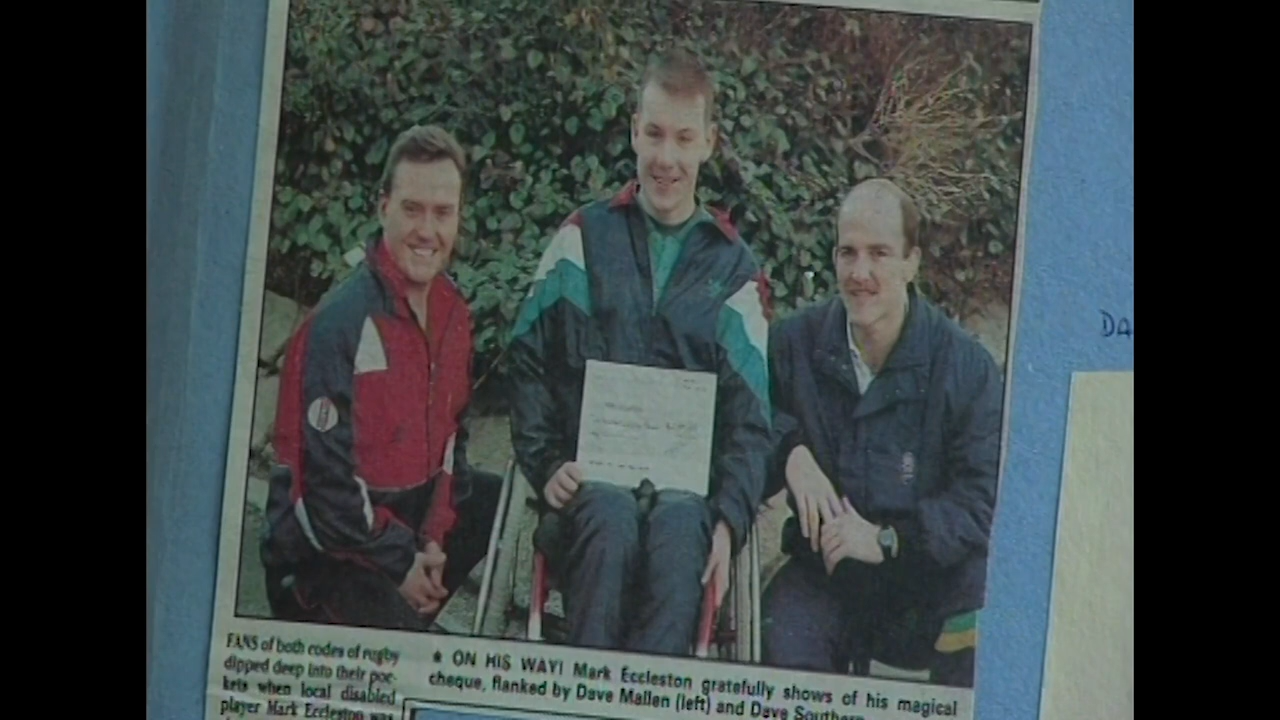 FANS of both codes of rugby
dipped deep into their poc-
kets when local disabled
player Mark Eccleston was
★ ON HIS WAY! Mark Eccleston gratefully shows of his magical
cheque, flanked by Dave Mallen (left) and Dave Southern
DA